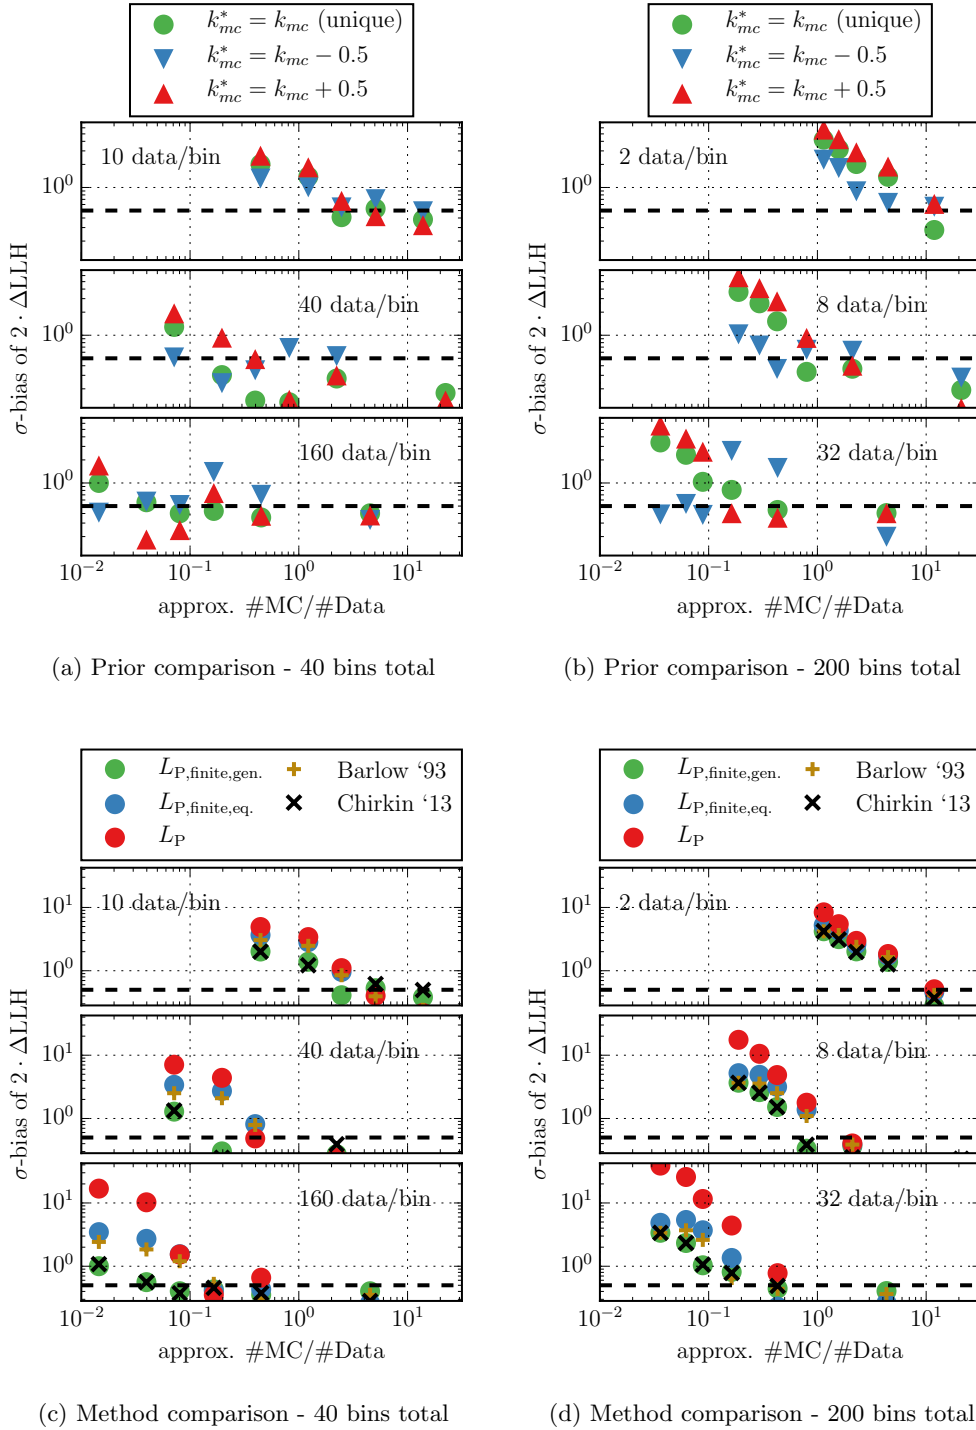 k*mc = kmc (unique)
k*mc = kmc − 0.5
k*mc = kmc + 0.5
10 data/bin
10^0
40 data/bin
10^0
160 data/bin
10^0
10^−2 10^−1 10^0 10^1
σ-bias of 2 · ΔLLH
approx. #MC/#Data
(a) Prior comparison - 40 bins total
k*mc = kmc (unique)
k*mc = kmc − 0.5
k*mc = kmc + 0.5
2 data/bin
10^0
8 data/bin
10^0
32 data/bin
10^0
10^−2 10^−1 10^0 10^1
σ-bias of 2 · ΔLLH
approx. #MC/#Data
(b) Prior comparison - 200 bins total
LP,finite,gen.
LP,finite,eq.
LP
Barlow ‘93
Chirkin ‘13
10 data/bin
10^1
10^0
40 data/bin
10^1
10^0
160 data/bin
10^1
10^0
10^−2 10^−1 10^0 10^1
σ-bias of 2 · ΔLLH
approx. #MC/#Data
(c) Method comparison - 40 bins total
LP,finite,gen.
LP,finite,eq.
LP
Barlow ‘93
Chirkin ‘13
2 data/bin
10^1
10^0
8 data/bin
10^1
10^0
32 data/bin
10^1
10^0
10^−2 10^−1 10^0 10^1
σ-bias of 2 · ΔLLH
approx. #MC/#Data
(d) Method comparison - 200 bins total